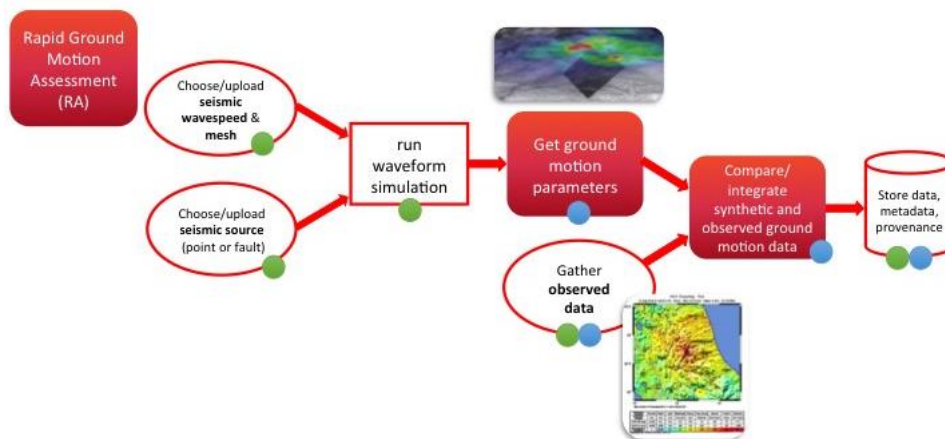 Rapid Ground
Motion
Assessment
(RA)
Choose/upload
seismic
wavespeed &
mesh
Choose/upload
seismic source
(point or fault)
run
waveform
simulation
Get ground
motion
parameters
Gather
observed
data
Compare/
integrate
synthetic and
observed ground
motion data
Store data,
metadata,
provenance